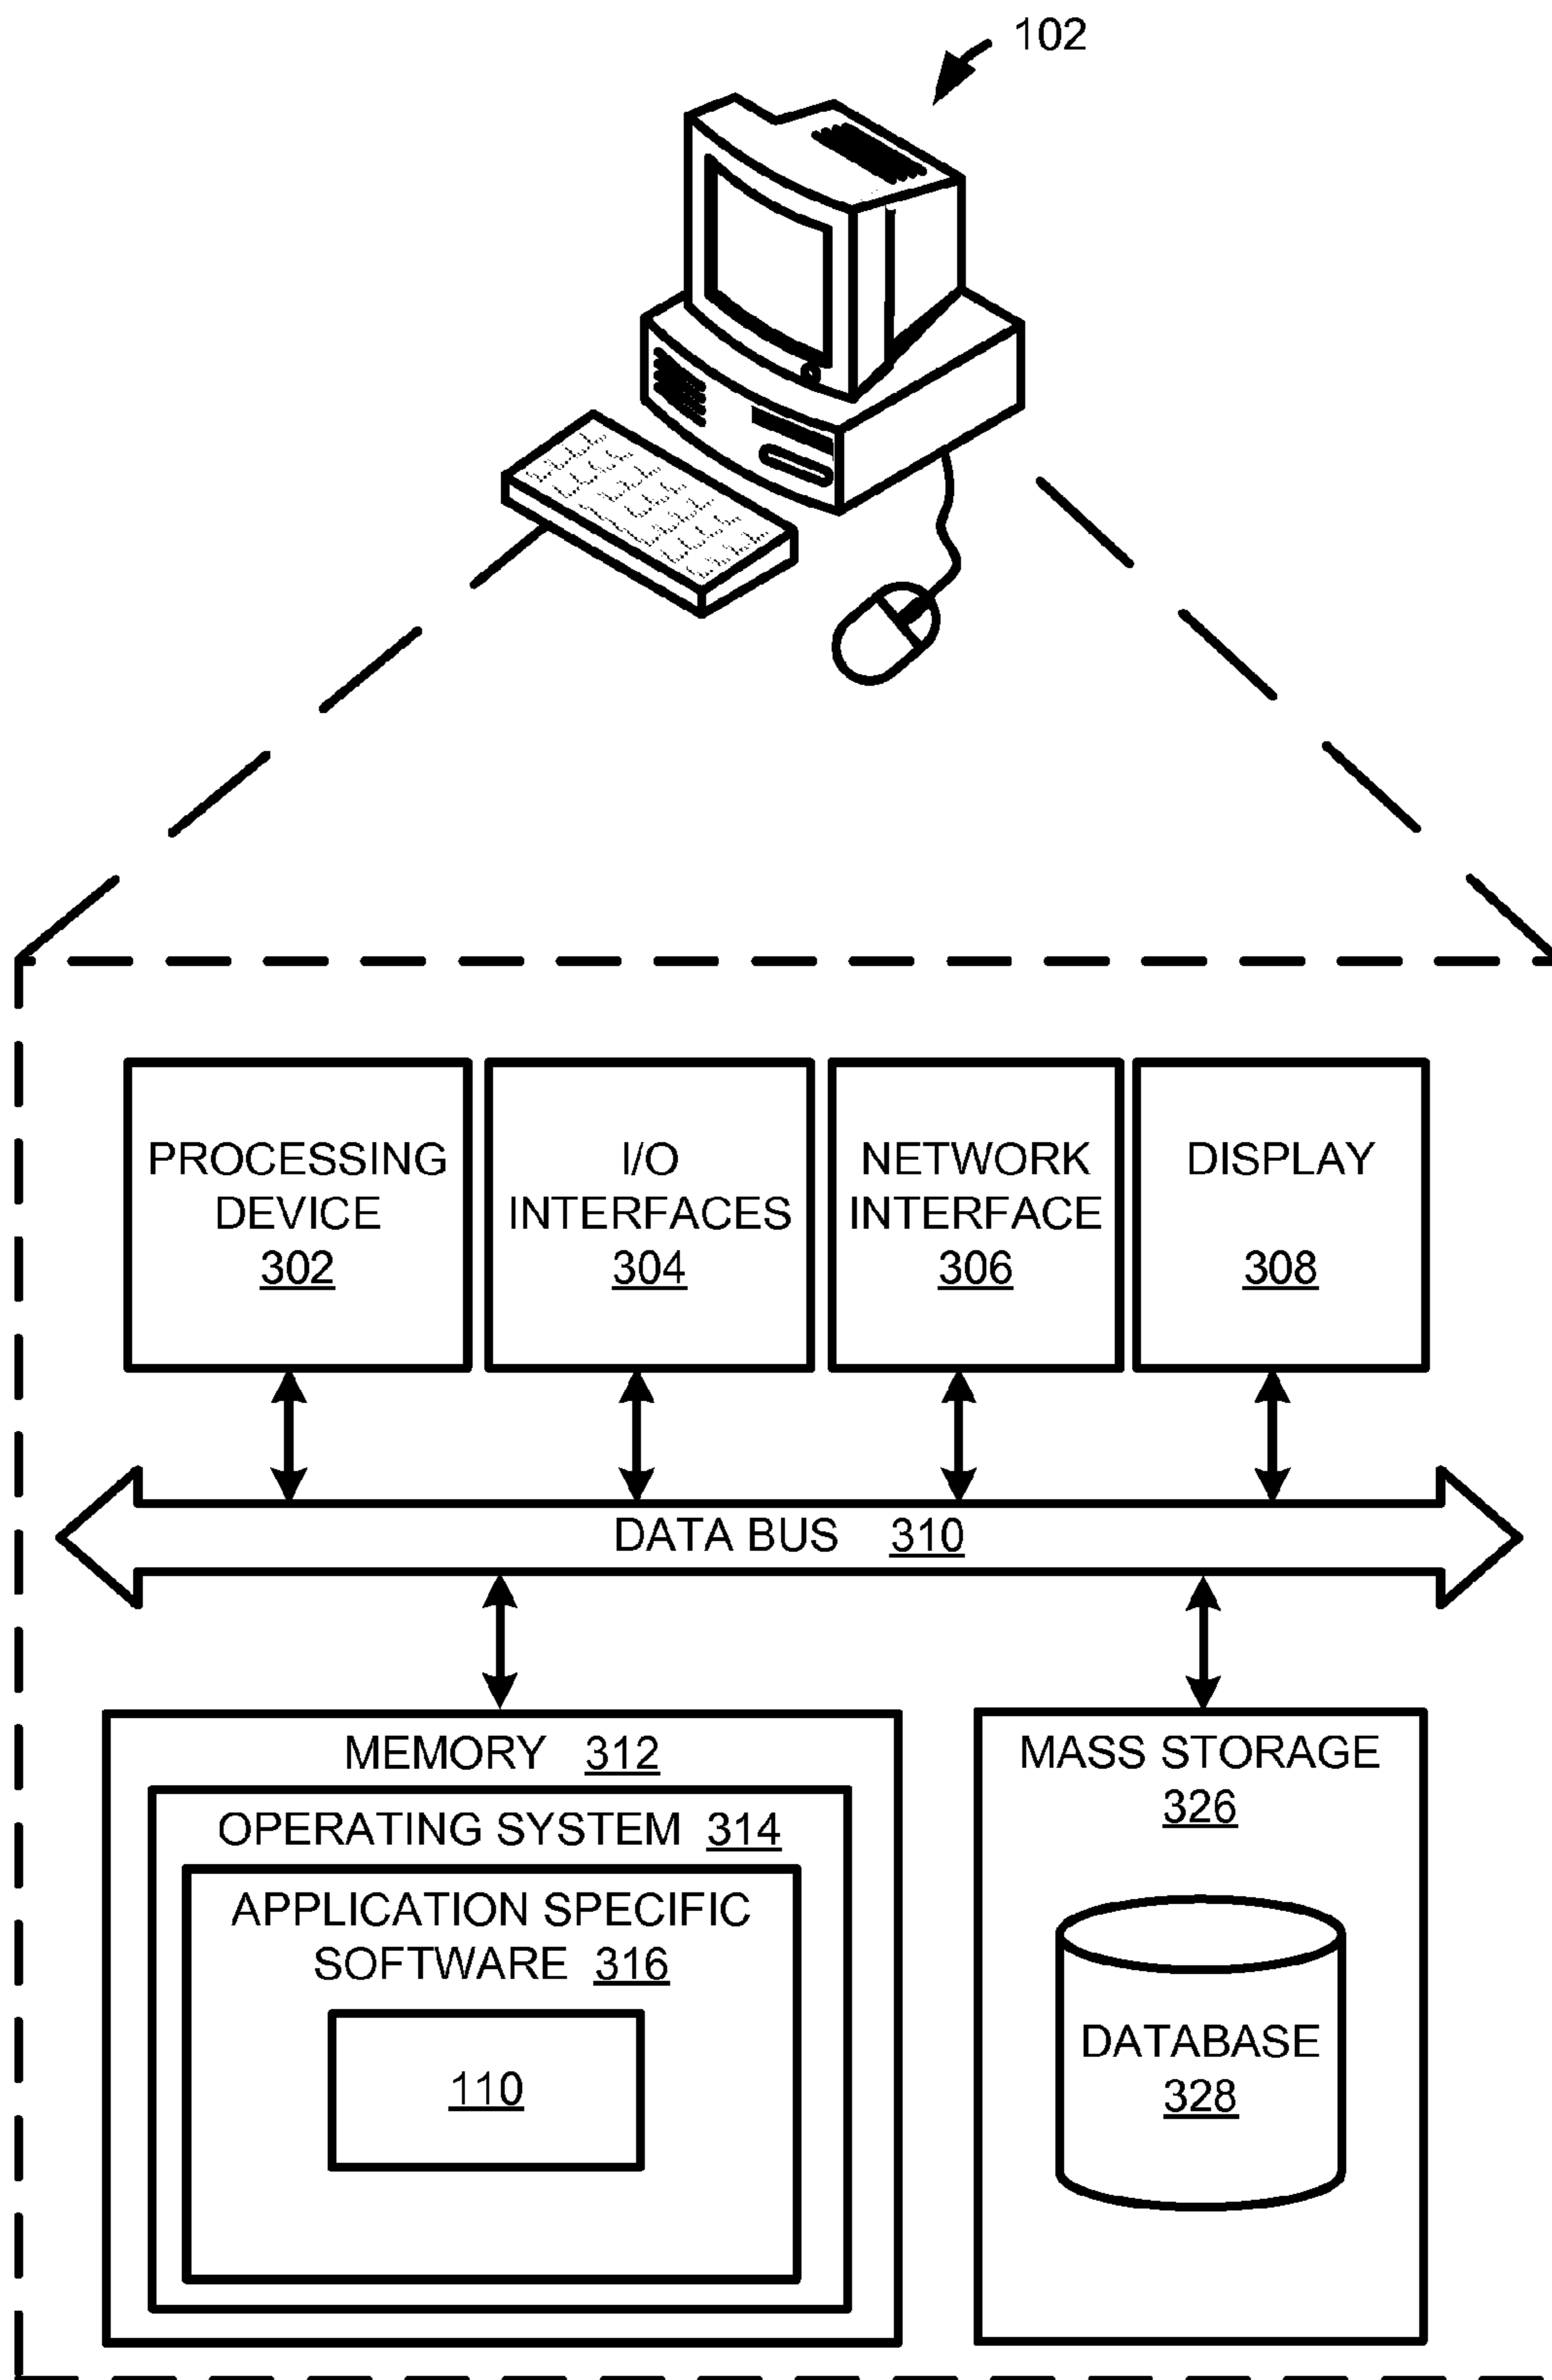 102
PROCESSING
DEVICE
302
I/O
INTERFACES
304
NETWORK
INTERFACE
306
DISPLAY
308
DATA BUS 310
MEMORY 312
OPERATING SYSTEM 314
APPLICATION SPECIFIC
SOFTWARE 316
110
MASS STORAGE
326
DATABASE
328